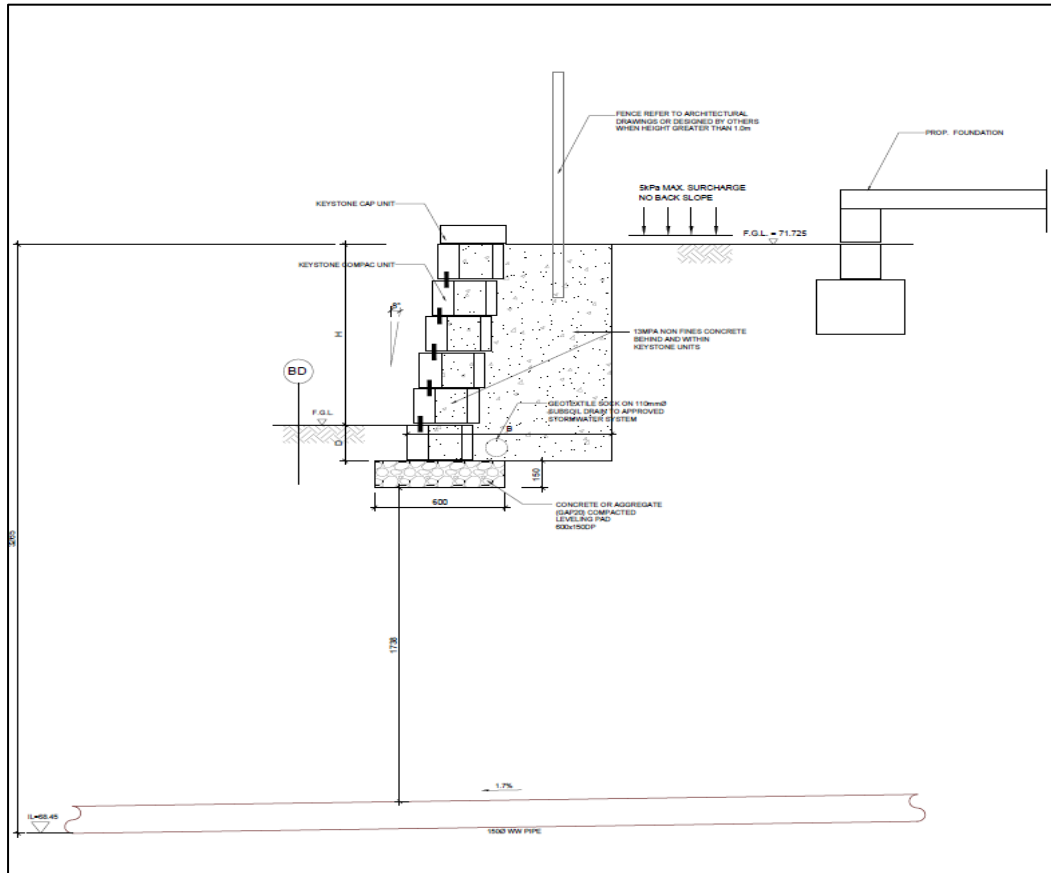 FENCE REFER TO ARCHITECTURAL
DRAWINGS OR DESIGNED BY OTHERS
WHEN HEIGHT GREATER THAN 1.0m
PROP. FOUNDATION
5kPa MAX. SURCHARGE
NO BACK SLOPE
KEYSTONE CAP UNIT
F.G.L. = 71.725
KEYSTONE COMPAC UNIT
H
13MPA NON FINES CONCRETE
BEHIND AND WITHIN
KEYSTONE UNITS
BD
GEOTEXTILE SOCK ON 110mmØ
SUBSOIL DRAIN TO APPROVED
STORMWATER SYSTEM
F.G.L.
B
D
150
600
CONCRETE OR AGGREGATE
(GAP20) COMPACTED
LEVELING PAD
600x150DP
1738
1.7%
IL=68.45
150Ø WW PIPE